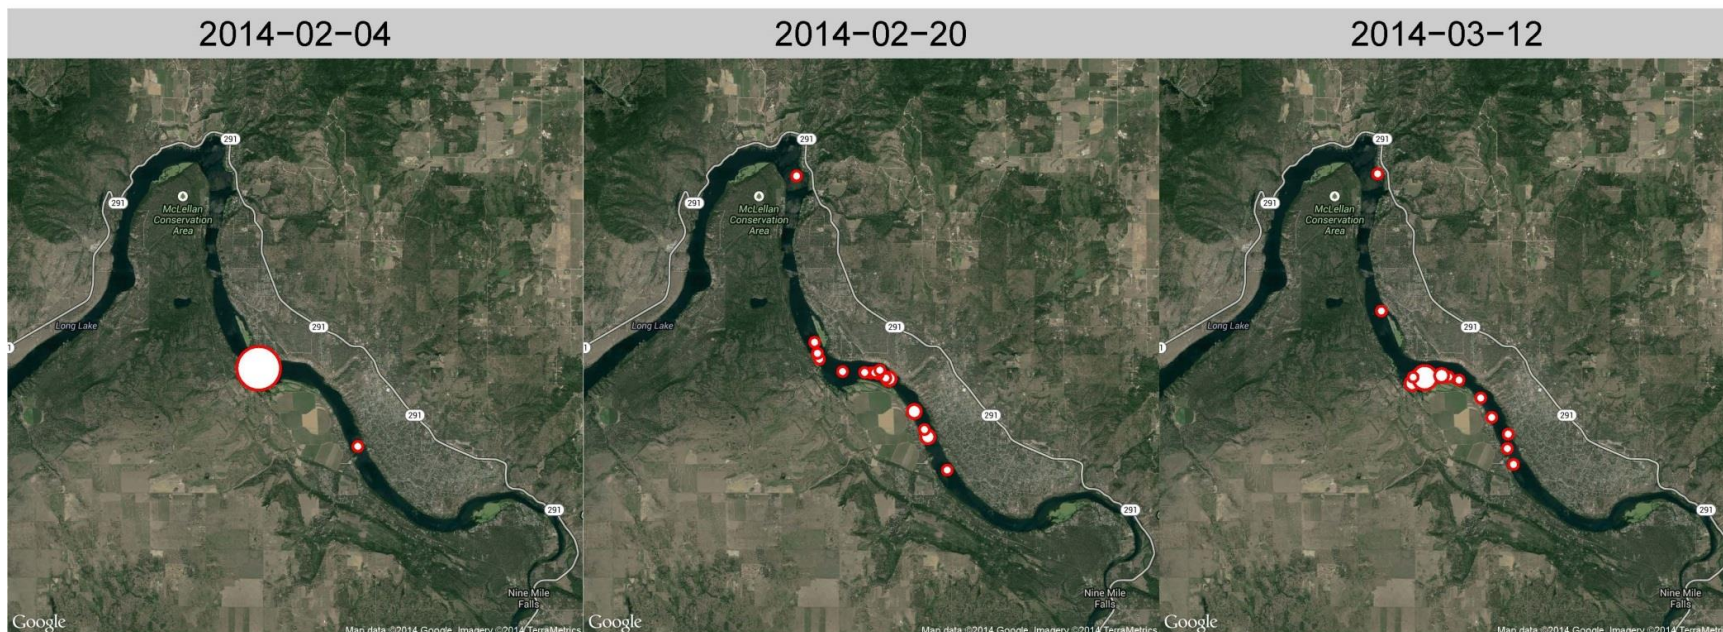 2014-02-04
2014-02-20
2014-03-12
291
291
McLellan
Conservation
Area
Long Lake
291
1
291
291
Nine Mile
Falls
Google
Map data ©2014 Google, Imagery ©2014 TerraMetrics
291
291
McLellan
Conservation
Area
Long Lake
291
1
291
291
Nine Mile
Falls
Google
Map data ©2014 Google, Imagery ©2014 TerraMetrics
291
291
McLellan
Conservation
Area
Long Lake
291
1
291
291
Nine Mile
Falls
Google
Map data ©2014 Google, Imagery ©2014 TerraMetrics